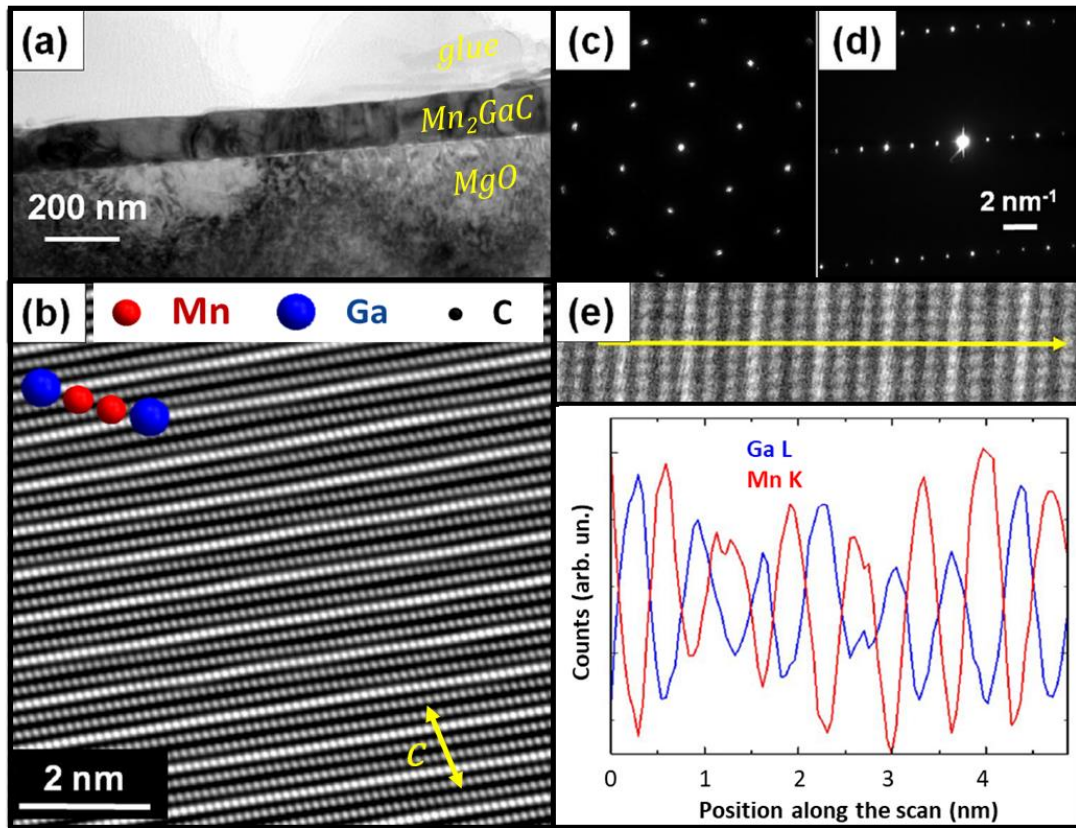 (a)
glue
Mn₂GaC
MgO
200 nm
(b)
Mn
Ga
C
C
2 nm
(c)
(d)
2 nm⁻¹
(e)
Ga L
Mn K
Counts (arb. un.)
0 1 2 3 4
Position along the scan (nm)